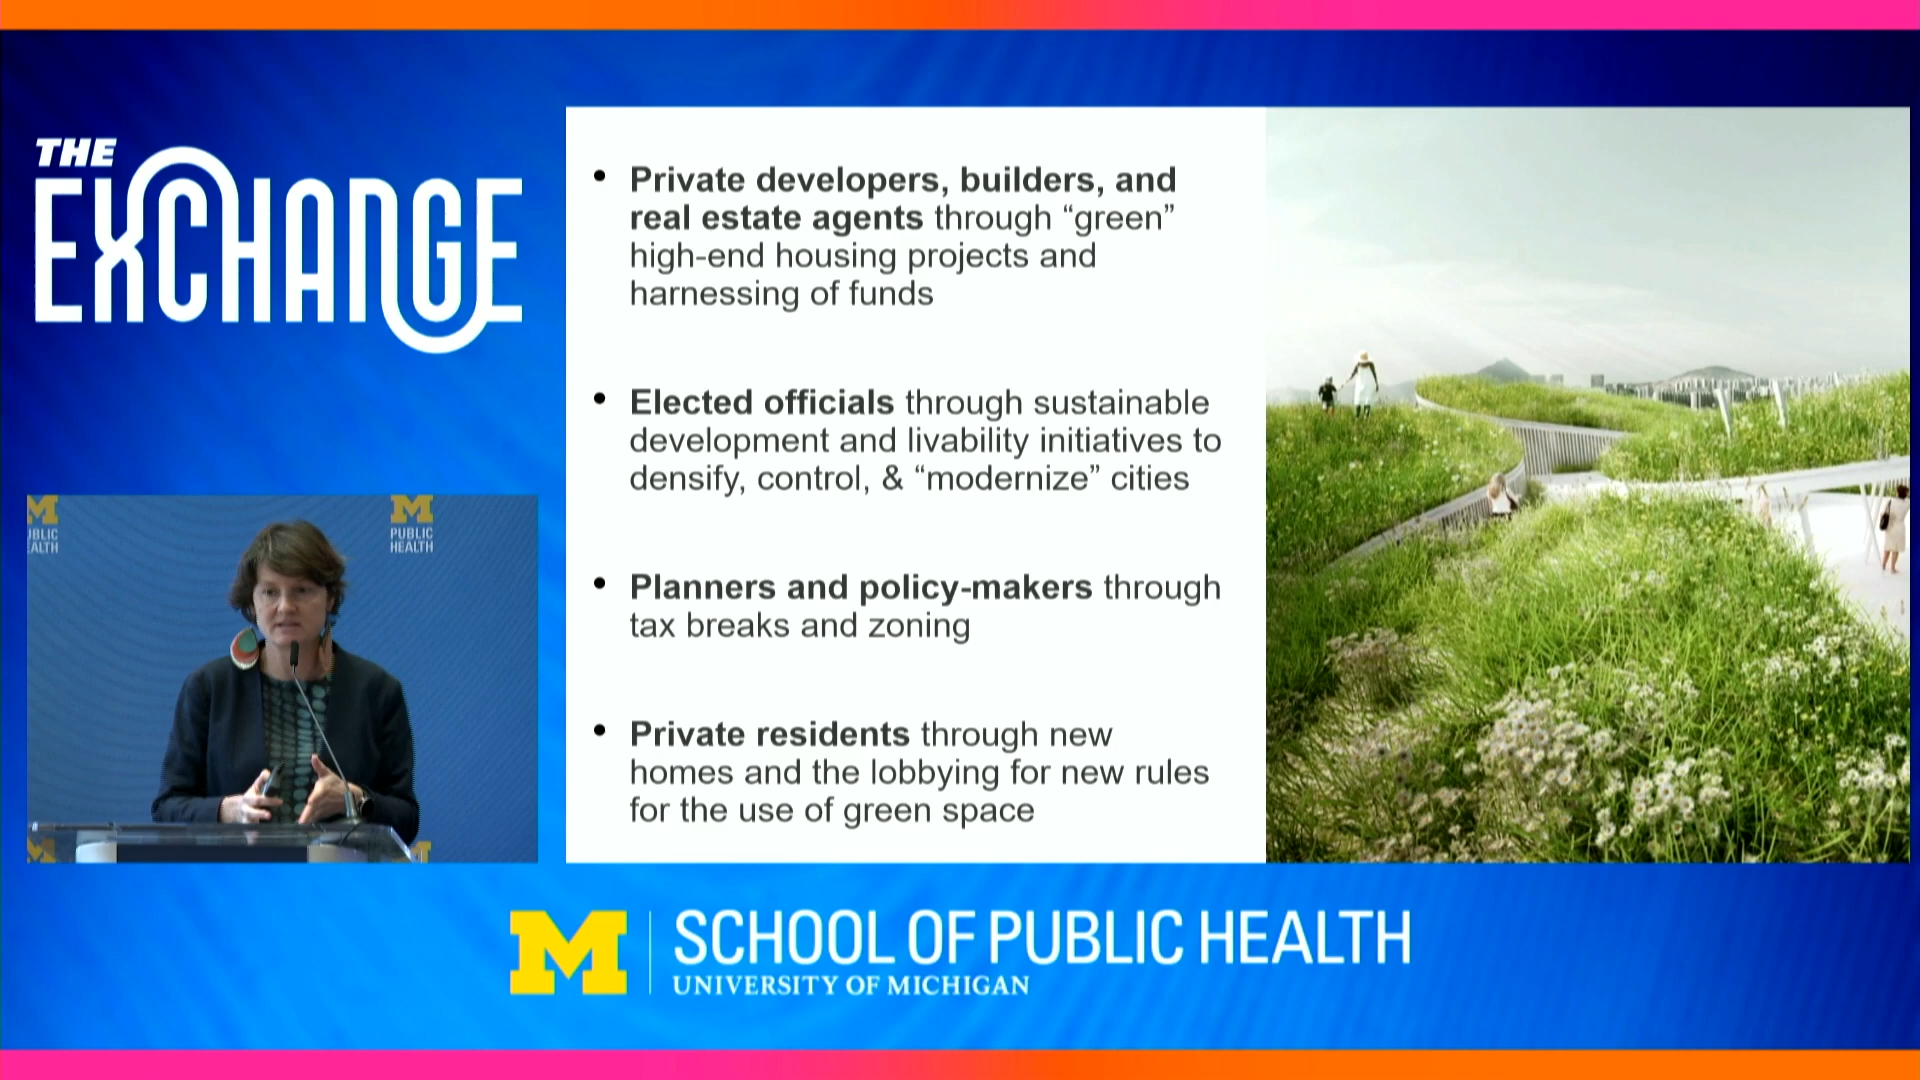 THE
EXCHANGE
• Private developers, builders, and
real estate agents through “green”
high-end housing projects and
harnessing of funds
• Elected officials through sustainable
development and livability initiatives to
densify, control, & “modernize” cities
• Planners and policy-makers through
tax breaks and zoning
• Private residents through new
homes and the lobbying for new rules
for the use of green space
M
UBLIC
EALTH
M
PUBLIC
HEALTH
M
SCHOOL OF PUBLIC HEALTH
UNIVERSITY OF MICHIGAN